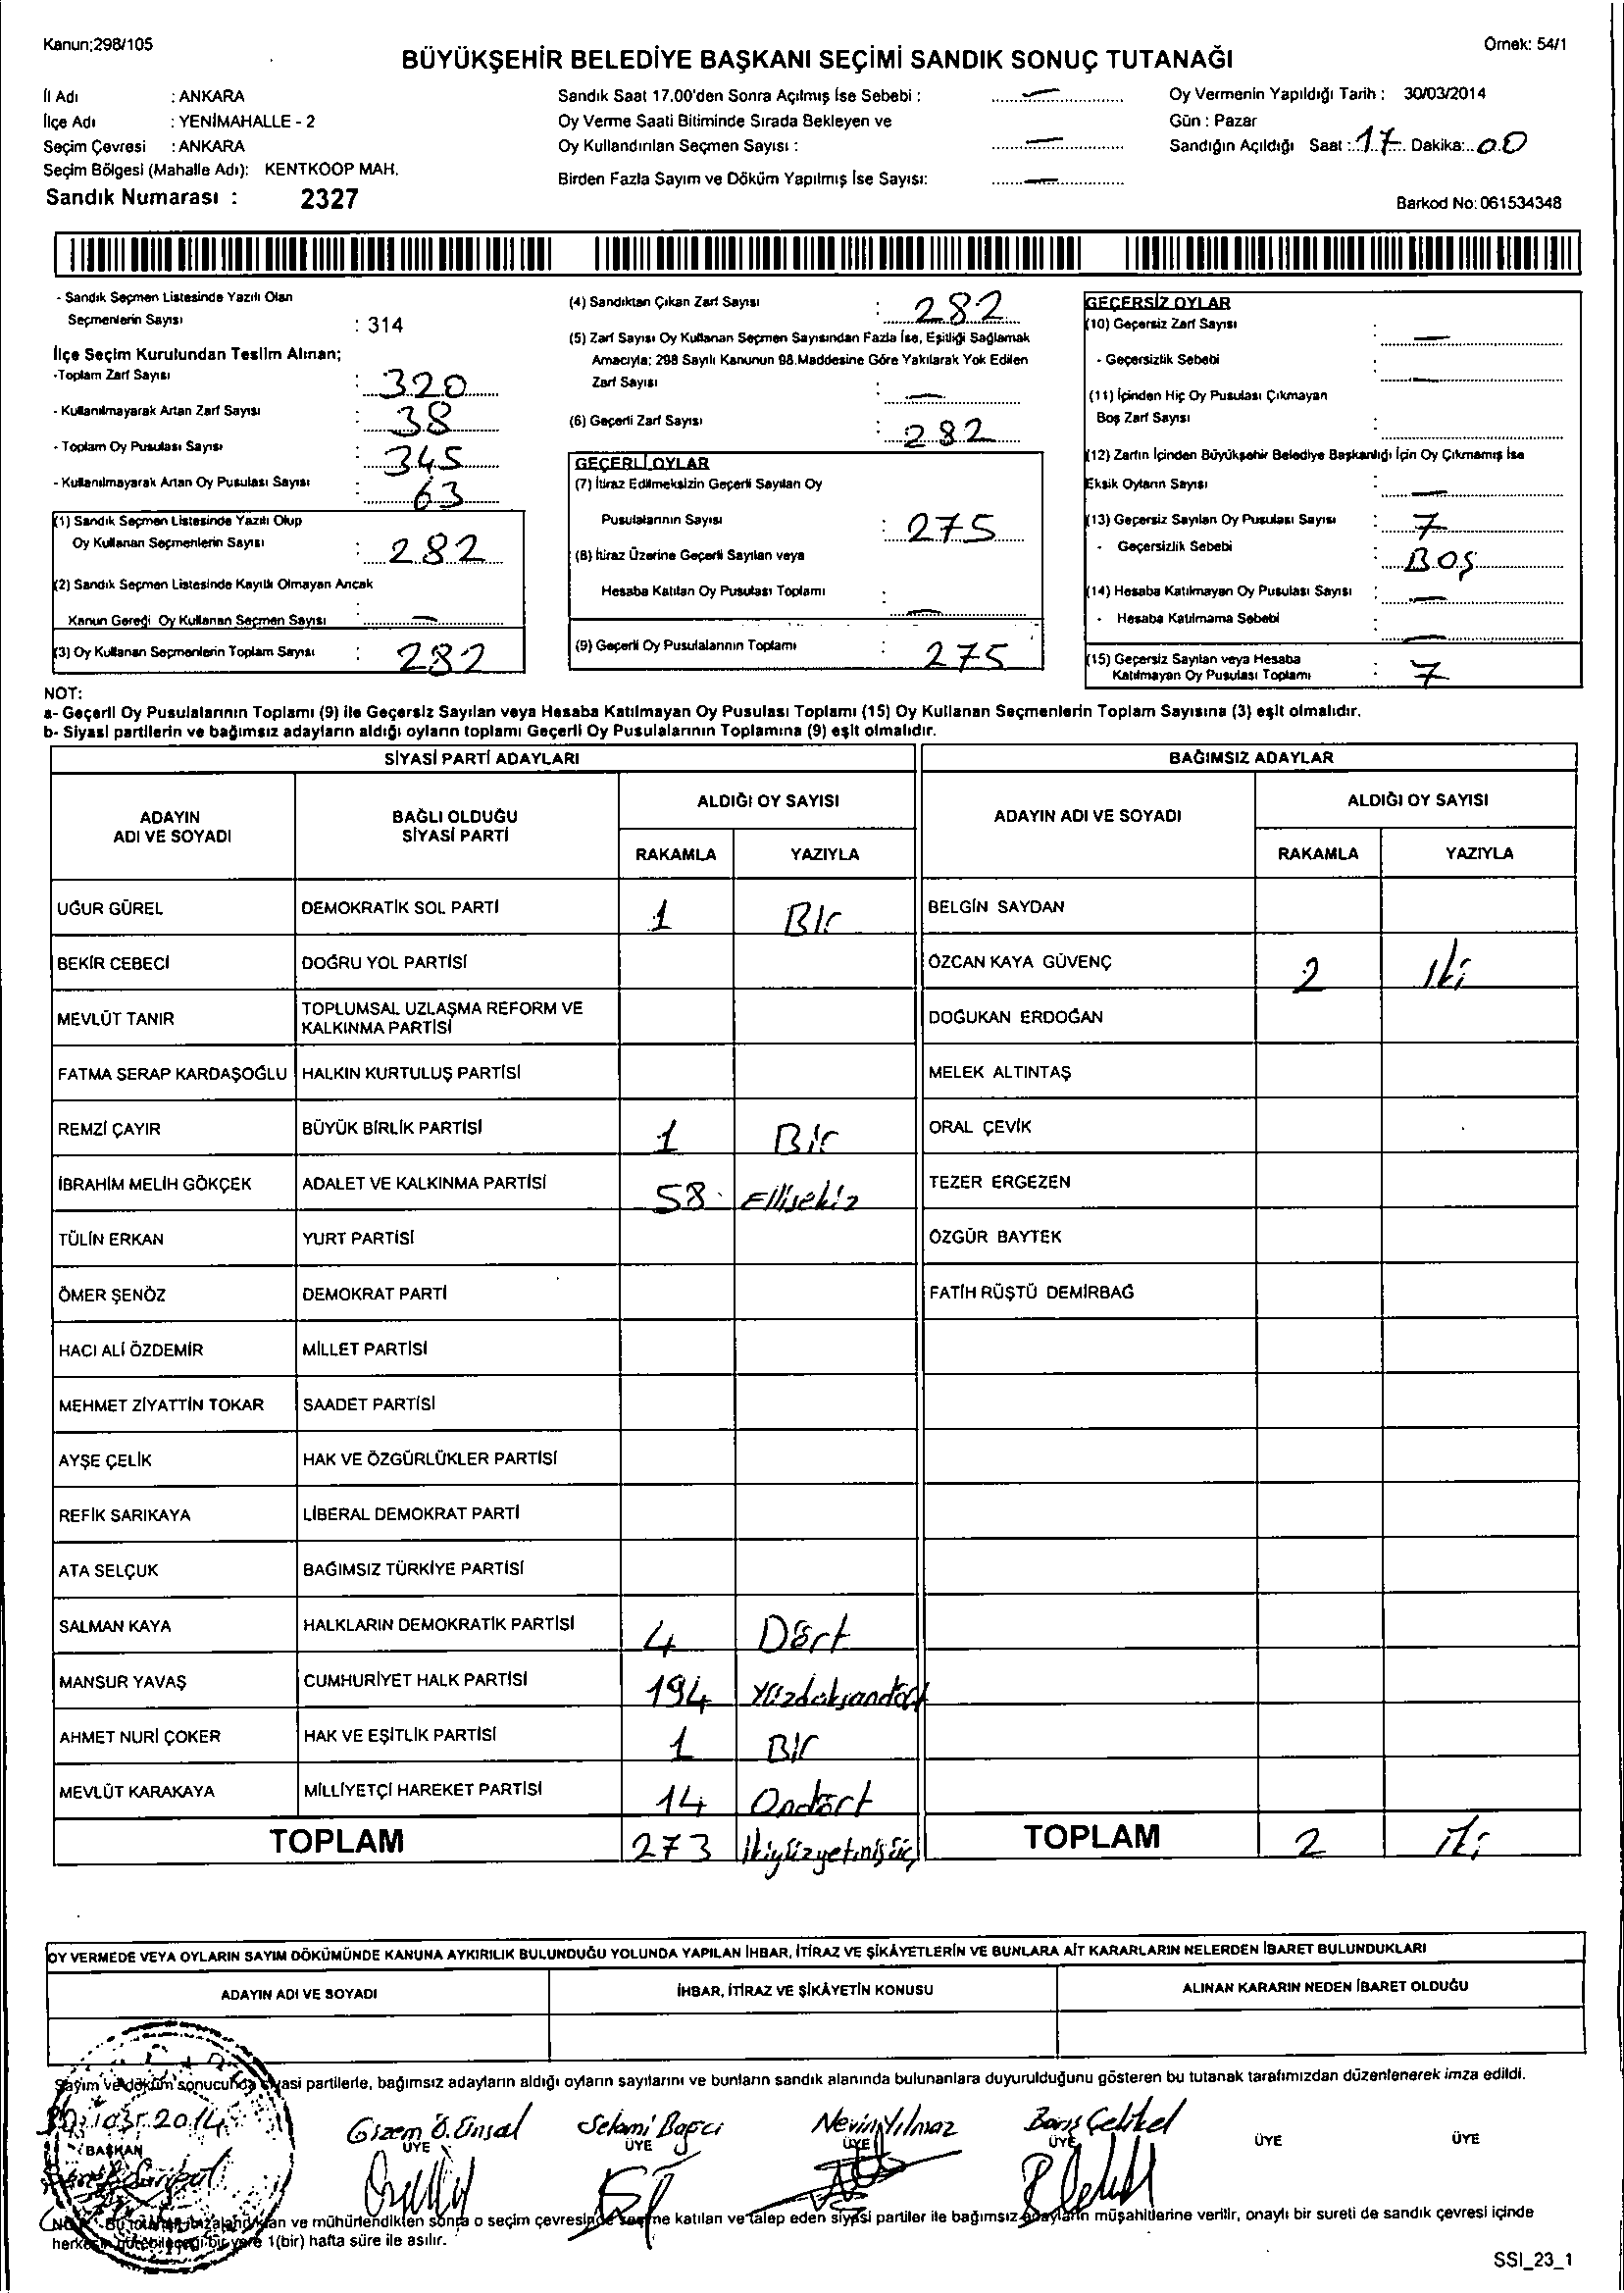 Kanun;298/105
Örnek: 54/1
BÜYÜKŞEHİR BELEDİYE BAŞKANI SEÇİMİ SANDIK SONUÇ TUTANAĞI
İl Adı : ANKARA
İlçe Adı : YENİMAHALLE - 2
Seçim Çevresi : ANKARA
Seçim Bölgesi (Mahalle Adı): KENTKOOP MAH.
Sandık Numarası : 2327
Sandık Saat 17.00'den Sonra Açılmış İse Sebebi : —
Oy Verme Saati Bitiminde Sırada Bekleyen ve
Oy Kullandırılan Seçmen Sayısı : —
Birden Fazla Sayım ve Döküm Yapılmış İse Sayısı: —
Oy Vermenin Yapıldığı Tarih : 30/03/2014
Gün : Pazar
Sandığın Açıldığı Saat : 17 Dakika: 00
Barkod No: 061534348
- Sandık Seçmen Listesinde Yazılı Olan
Seçmenlerin Sayısı : 314
İlçe Seçim Kurulundan Teslim Alınan;
-Toplam Zarf Sayısı : 320
- Kullanılmayarak Artan Zarf Sayısı : 38
- Toplam Oy Pusulası Sayısı : 345
- Kullanılmayarak Artan Oy Pusulası Sayısı : 63
(1) Sandık Seçmen Listesinde Yazılı Olup
Oy Kullanan Seçmenlerin Sayısı : 282
(2) Sandık Seçmen Listesinde Kayıtlı Olmayan Ancak
Kanun Gereği Oy Kullanan Seçmen Sayısı : —
(3) Oy Kullanan Seçmenlerin Toplam Sayısı : 282
(4) Sandıktan Çıkan Zarf Sayısı : 282
(5) Zarf Sayısı Oy Kullanan Seçmen Sayısından Fazla İse, Eşitliği Sağlamak
Amacıyla; 298 Sayılı Kanunun 98.Maddesine Göre Yakılarak Yok Edilen
Zarf Sayısı : —
(6) Geçerli Zarf Sayısı : 282
GEÇERLİ OYLAR
(7) İtiraz Edilmeksizin Geçerli Sayılan Oy
Pusulalarının Sayısı : 275
(8) İtiraz Üzerine Geçerli Sayılan veya
Hesaba Katılan Oy Pusulası Toplamı : —
(9) Geçerli Oy Pusulalarının Toplamı : 275
GEÇERSİZ OYLAR
(10) Geçersiz Zarf Sayısı : —
- Geçersizlik Sebebi : —
(11) İçinden Hiç Oy Pusulası Çıkmayan
Boş Zarf Sayısı :
(12) Zarfın İçinden Büyükşehir Belediye Başkanlığı İçin Oy Çıkmamış İse
Eksik Oyların Sayısı : —
(13) Geçersiz Sayılan Oy Pusulası Sayısı : 7
- Geçersizlik Sebebi : BOŞ
(14) Hesaba Katılmayan Oy Pusulası Sayısı : —
- Hesaba Katılmama Sebebi : —
(15) Geçersiz Sayılan veya Hesaba
Katılmayan Oy Pusulası Toplamı : 7
NOT:
a- Geçerli Oy Pusulalarının Toplamı (9) ile Geçersiz Sayılan veya Hesaba Katılmayan Oy Pusulası Toplamı (15) Oy Kullanan Seçmenlerin Toplam Sayısına (3) eşit olmalıdır.
b- Siyasi partilerin ve bağımsız adayların aldığı oyların toplamı Geçerli Oy Pusulalarının Toplamına (9) eşit olmalıdır.
SİYASİ PARTİ ADAYLARI
ADAYIN ADI VE SOYADI
BAĞLI OLDUĞU SİYASİ PARTİ
ALDIĞI OY SAYISI
RAKAMLA YAZIYLA
UĞUR GÜREL DEMOKRATİK SOL PARTİ 1 Bir
BEKİR CEBECİ DOĞRU YOL PARTİSİ
MEVLÜT TANIR TOPLUMSAL UZLAŞMA REFORM VE
KALKINMA PARTİSİ
FATMA SERAP KARDAŞOĞLU HALKIN KURTULUŞ PARTİSİ
REMZİ ÇAYIR BÜYÜK BİRLİK PARTİSİ 1 Bir
İBRAHİM MELİH GÖKÇEK ADALET VE KALKINMA PARTİSİ 58 Ellisekiz
TÜLİN ERKAN YURT PARTİSİ
ÖMER ŞENÖZ DEMOKRAT PARTİ
HACI ALİ ÖZDEMİR MİLLET PARTİSİ
MEHMET ZİYATTİN TOKAR SAADET PARTİSİ
AYŞE ÇELİK HAK VE ÖZGÜRLÜKLER PARTİSİ
REFİK SARIKAYA LİBERAL DEMOKRAT PARTİ
ATA SELÇUK BAĞIMSIZ TÜRKİYE PARTİSİ
SALMAN KAYA HALKLARIN DEMOKRATİK PARTİSİ 4 Dört
MANSUR YAVAŞ CUMHURİYET HALK PARTİSİ 194 Yüzdoksandört
AHMET NURİ ÇOKER HAK VE EŞİTLİK PARTİSİ 1 Bir
MEVLÜT KARAKAYA MİLLİYETÇİ HAREKET PARTİSİ 14 Ondört
TOPLAM 273 İkiyüzyetmişüç
BAĞIMSIZ ADAYLAR
ADAYIN ADI VE SOYADI
ALDIĞI OY SAYISI
RAKAMLA YAZIYLA
BELGİN SAYDAN
ÖZCAN KAYA GÜVENÇ 2 İki
DOĞUKAN ERDOĞAN
MELEK ALTINTAŞ
ORAL ÇEVİK
TEZER ERGEZEN
ÖZGÜR BAYTEK
FATİH RÜŞTÜ DEMİRBAĞ
TOPLAM 2 İki
OY VERMEDE VEYA OYLARIN SAYIM DÖKÜMÜNDE KANUNA AYKIRILIK BULUNDUĞU YOLUNDA YAPILAN İHBAR, İTİRAZ VE ŞİKÂYETLERİN VE BUNLARA AİT KARARLARIN NELERDEN İBARET BULUNDUKLARI
ADAYIN ADI VE SOYADI İHBAR, İTİRAZ VE ŞİKÂYETİN KONUSU ALINAN KARARIN NEDEN İBARET OLDUĞU
Sayım ve döküm sonucunda siyasi partilerle, bağımsız adayların aldığı oyların sayılarını ve bunların sandık alanında bulunanlara duyurulduğunu gösteren bu tutanak tarafımızdan düzenlenerek imza edildi.
30/03/2014
Gizem Ö. Ünsal Selami Bağcı Nevin Yılmaz Barış Çelikel
BAŞKAN ÜYE ÜYE ÜYE ÜYE ÜYE ÜYE
ve mühürlendikten sonra o seçim çevresinde seçime katılan ve talep eden siyasi partiler ile bağımsız adayların müşahitlerine verilir, onaylı bir sureti de sandık çevresi içinde
herkesin görebileceği bir yere 1(bir) hafta süre ile asılır.
SSI_23_1